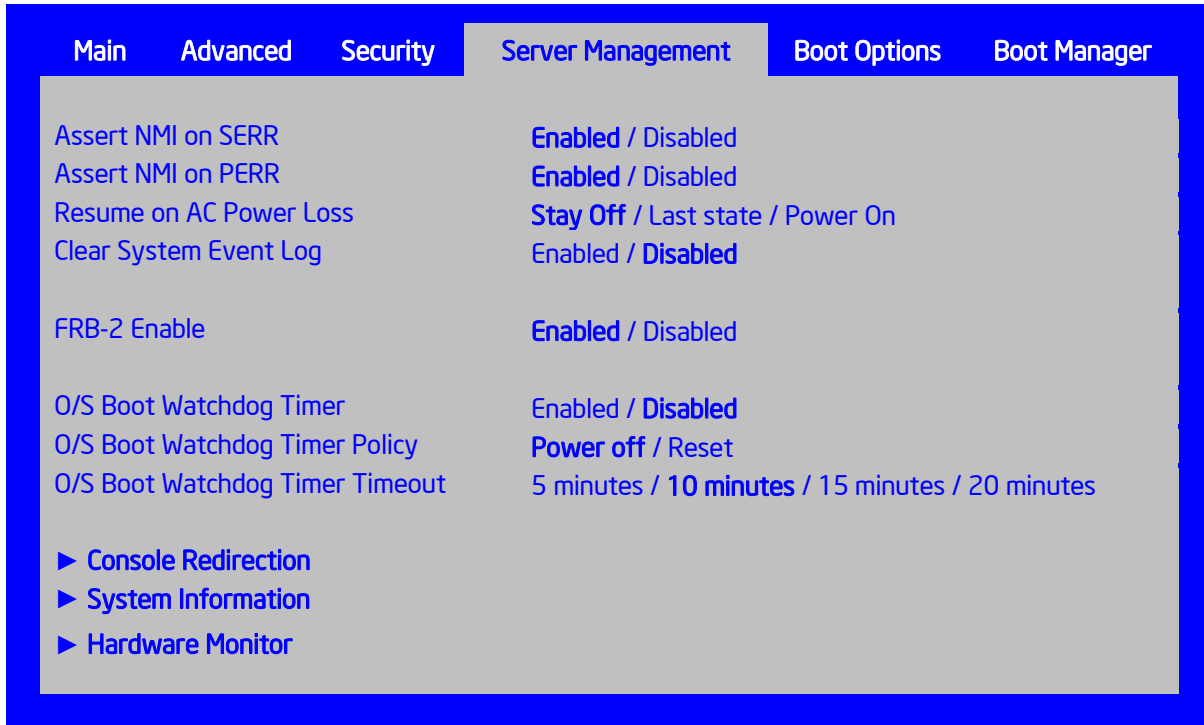 Main Advanced Security Server Management Boot Options Boot Manager
Assert NMI on SERR Enabled / Disabled
Assert NMI on PERR Enabled / Disabled
Resume on AC Power Loss Stay Off / Last state / Power On
Clear System Event Log Enabled / Disabled
FRB-2 Enable Enabled / Disabled
O/S Boot Watchdog Timer Enabled / Disabled
O/S Boot Watchdog Timer Policy Power off / Reset
O/S Boot Watchdog Timer Timeout 5 minutes / 10 minutes / 15 minutes / 20 minutes
► Console Redirection
► System Information
► Hardware Monitor